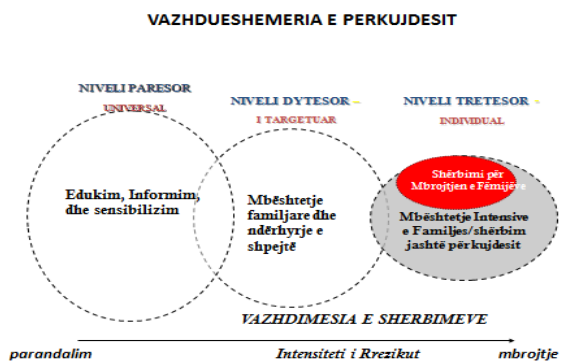 VAZHDUESHEMERIA E PERKUJDESIT
NIVELI PARESOR
UNIVERSAL
NIVELI DYTESOR –
I TARGETUAR
NIVELI TRETESOR -
INDIVIDUAL
Edukim, Informim,
dhe sensibilizim
Mbështetje
familjare dhe
ndërhyrje e
shpejtë
Shërbimi për
Mbrojtjen e Fëmijëve
Mbështetje Intensive
e Familjes/shërbim
jashtë përkujdesit
VAZHDIMESIA E SHERBIMEVE
parandalim
Intensiteti i Rrezikut
mbrojtje